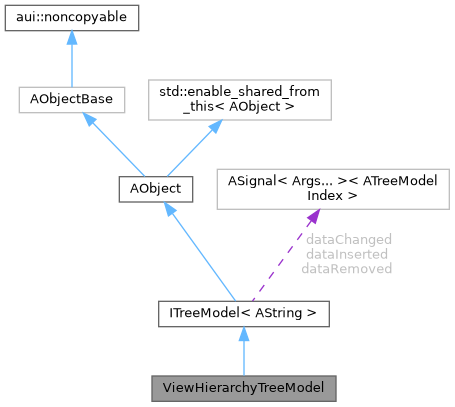 aui::noncopyable
AObjectBase
std::enable_shared_from
_this< AObject >
AObject
ASignal< Args... >< ATreeModel
Index >
dataChanged
dataInserted
dataRemoved
ITreeModel< AString >
ViewHierarchyTreeModel